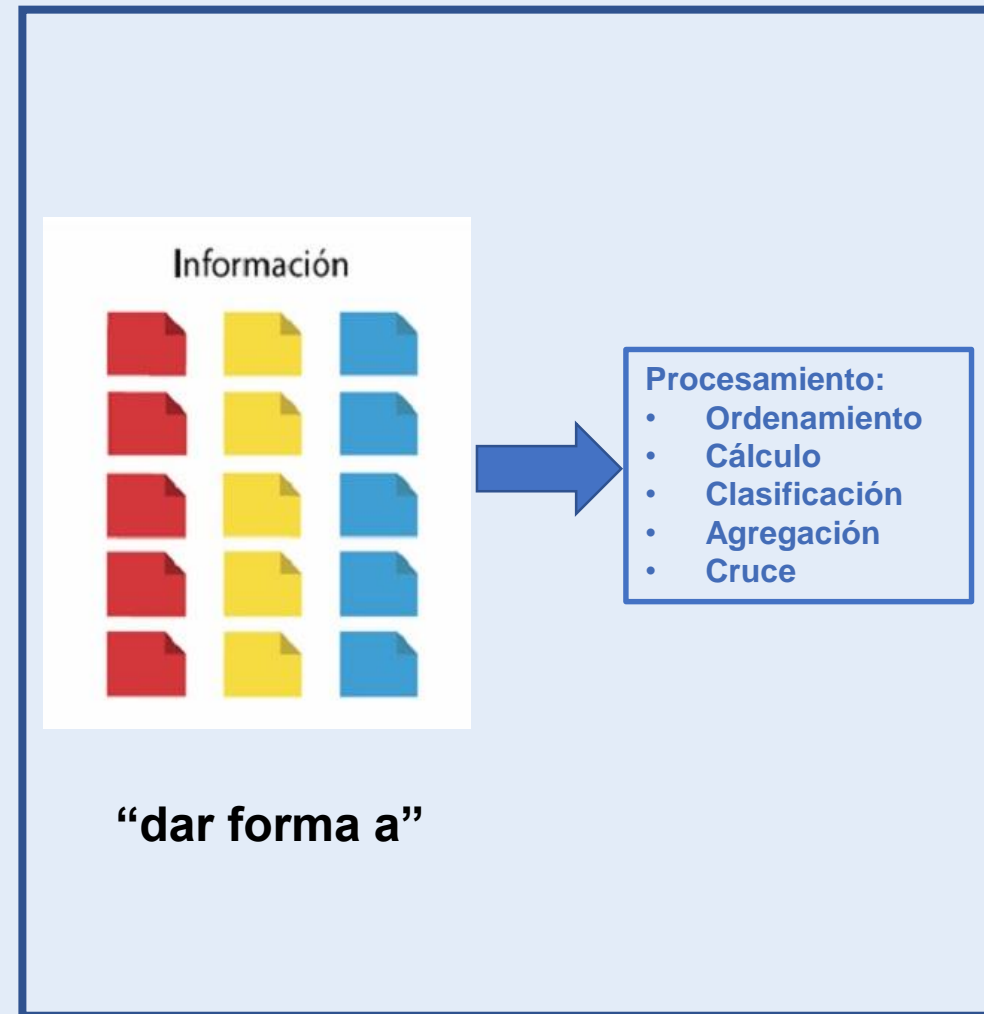 Información
“dar forma a”
Procesamiento:
• Ordenamiento
• Cálculo
• Clasificación
• Agregación
• Cruce